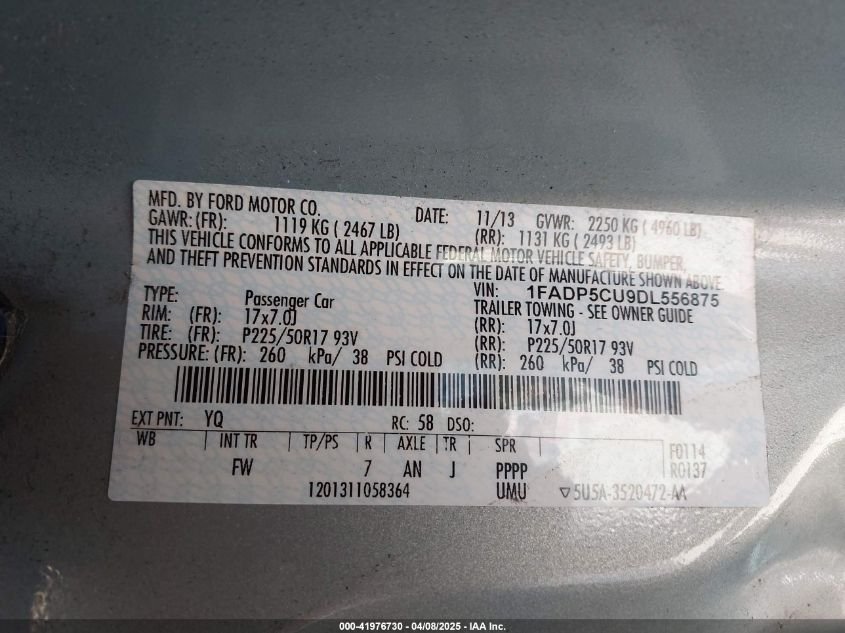 MFD. BY FORD MOTOR CO. DATE: 11/13 GVWR: 2250 KG ( 4960 LB)
GAWR: (FR): 1119 KG ( 2467 LB) (RR): 1131 KG ( 2493 LB)
THIS VEHICLE CONFORMS TO ALL APPLICABLE FEDERAL MOTOR VEHICLE SAFETY, BUMPER,
AND THEFT PREVENTION STANDARDS IN EFFECT ON THE DATE OF MANUFACTURE SHOWN ABOVE.
VIN: 1FADP5CU9DL556875
TYPE: Passenger Car TRAILER TOWING - SEE OWNER GUIDE
RIM: (FR): 17x7.0J (RR): 17x7.0J
TIRE: (FR): P225/50R17 93V (RR): P225/50R17 93V
PRESSURE: (FR): 260 kPa/ 38 PSI COLD (RR): 260 kPa/ 38 PSI COLD
EXT PNT: YQ RC: 58 DSO:
WB INT TR TP/PS R AXLE TR SPR F0114
FW 7 AN J PPPP R0137
1201311058364 UMU ▽5U5A-3520472-AA
000-41976730 - 04/08/2025 - IAA Inc.